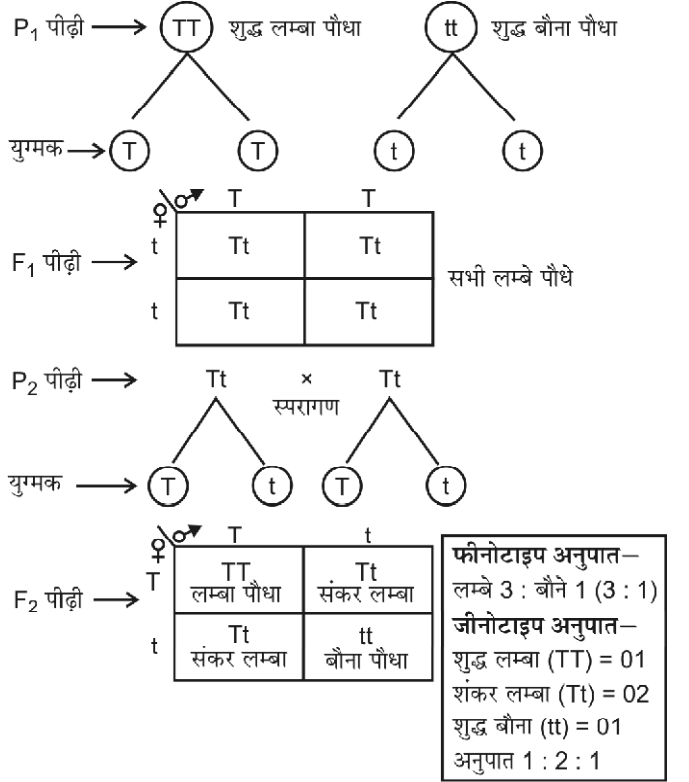 P₁ पीढ़ी → TT शुद्ध लम्बा पौधा tt शुद्ध बौना पौधा
युग्मक → T T t t
♀ ♂ T T
F₁ पीढ़ी → t Tt Tt
सभी लम्बे पौधे
t Tt Tt
P₂ पीढ़ी → Tt × Tt
स्परागण
युग्मक → T t T t
♀ ♂ T t
F₂ पीढ़ी → T TT Tt
लम्बा पौधा संकर लम्बा
t Tt tt
संकर लम्बा बौना पौधा
फीनोटाइप अनुपात–
लम्बे 3 : बौने 1 (3 : 1)
जीनोटाइप अनुपात–
शुद्ध लम्बा (TT) = 01
शंकर लम्बा (Tt) = 02
शुद्ध बौना (tt) = 01
अनुपात 1 : 2 : 1